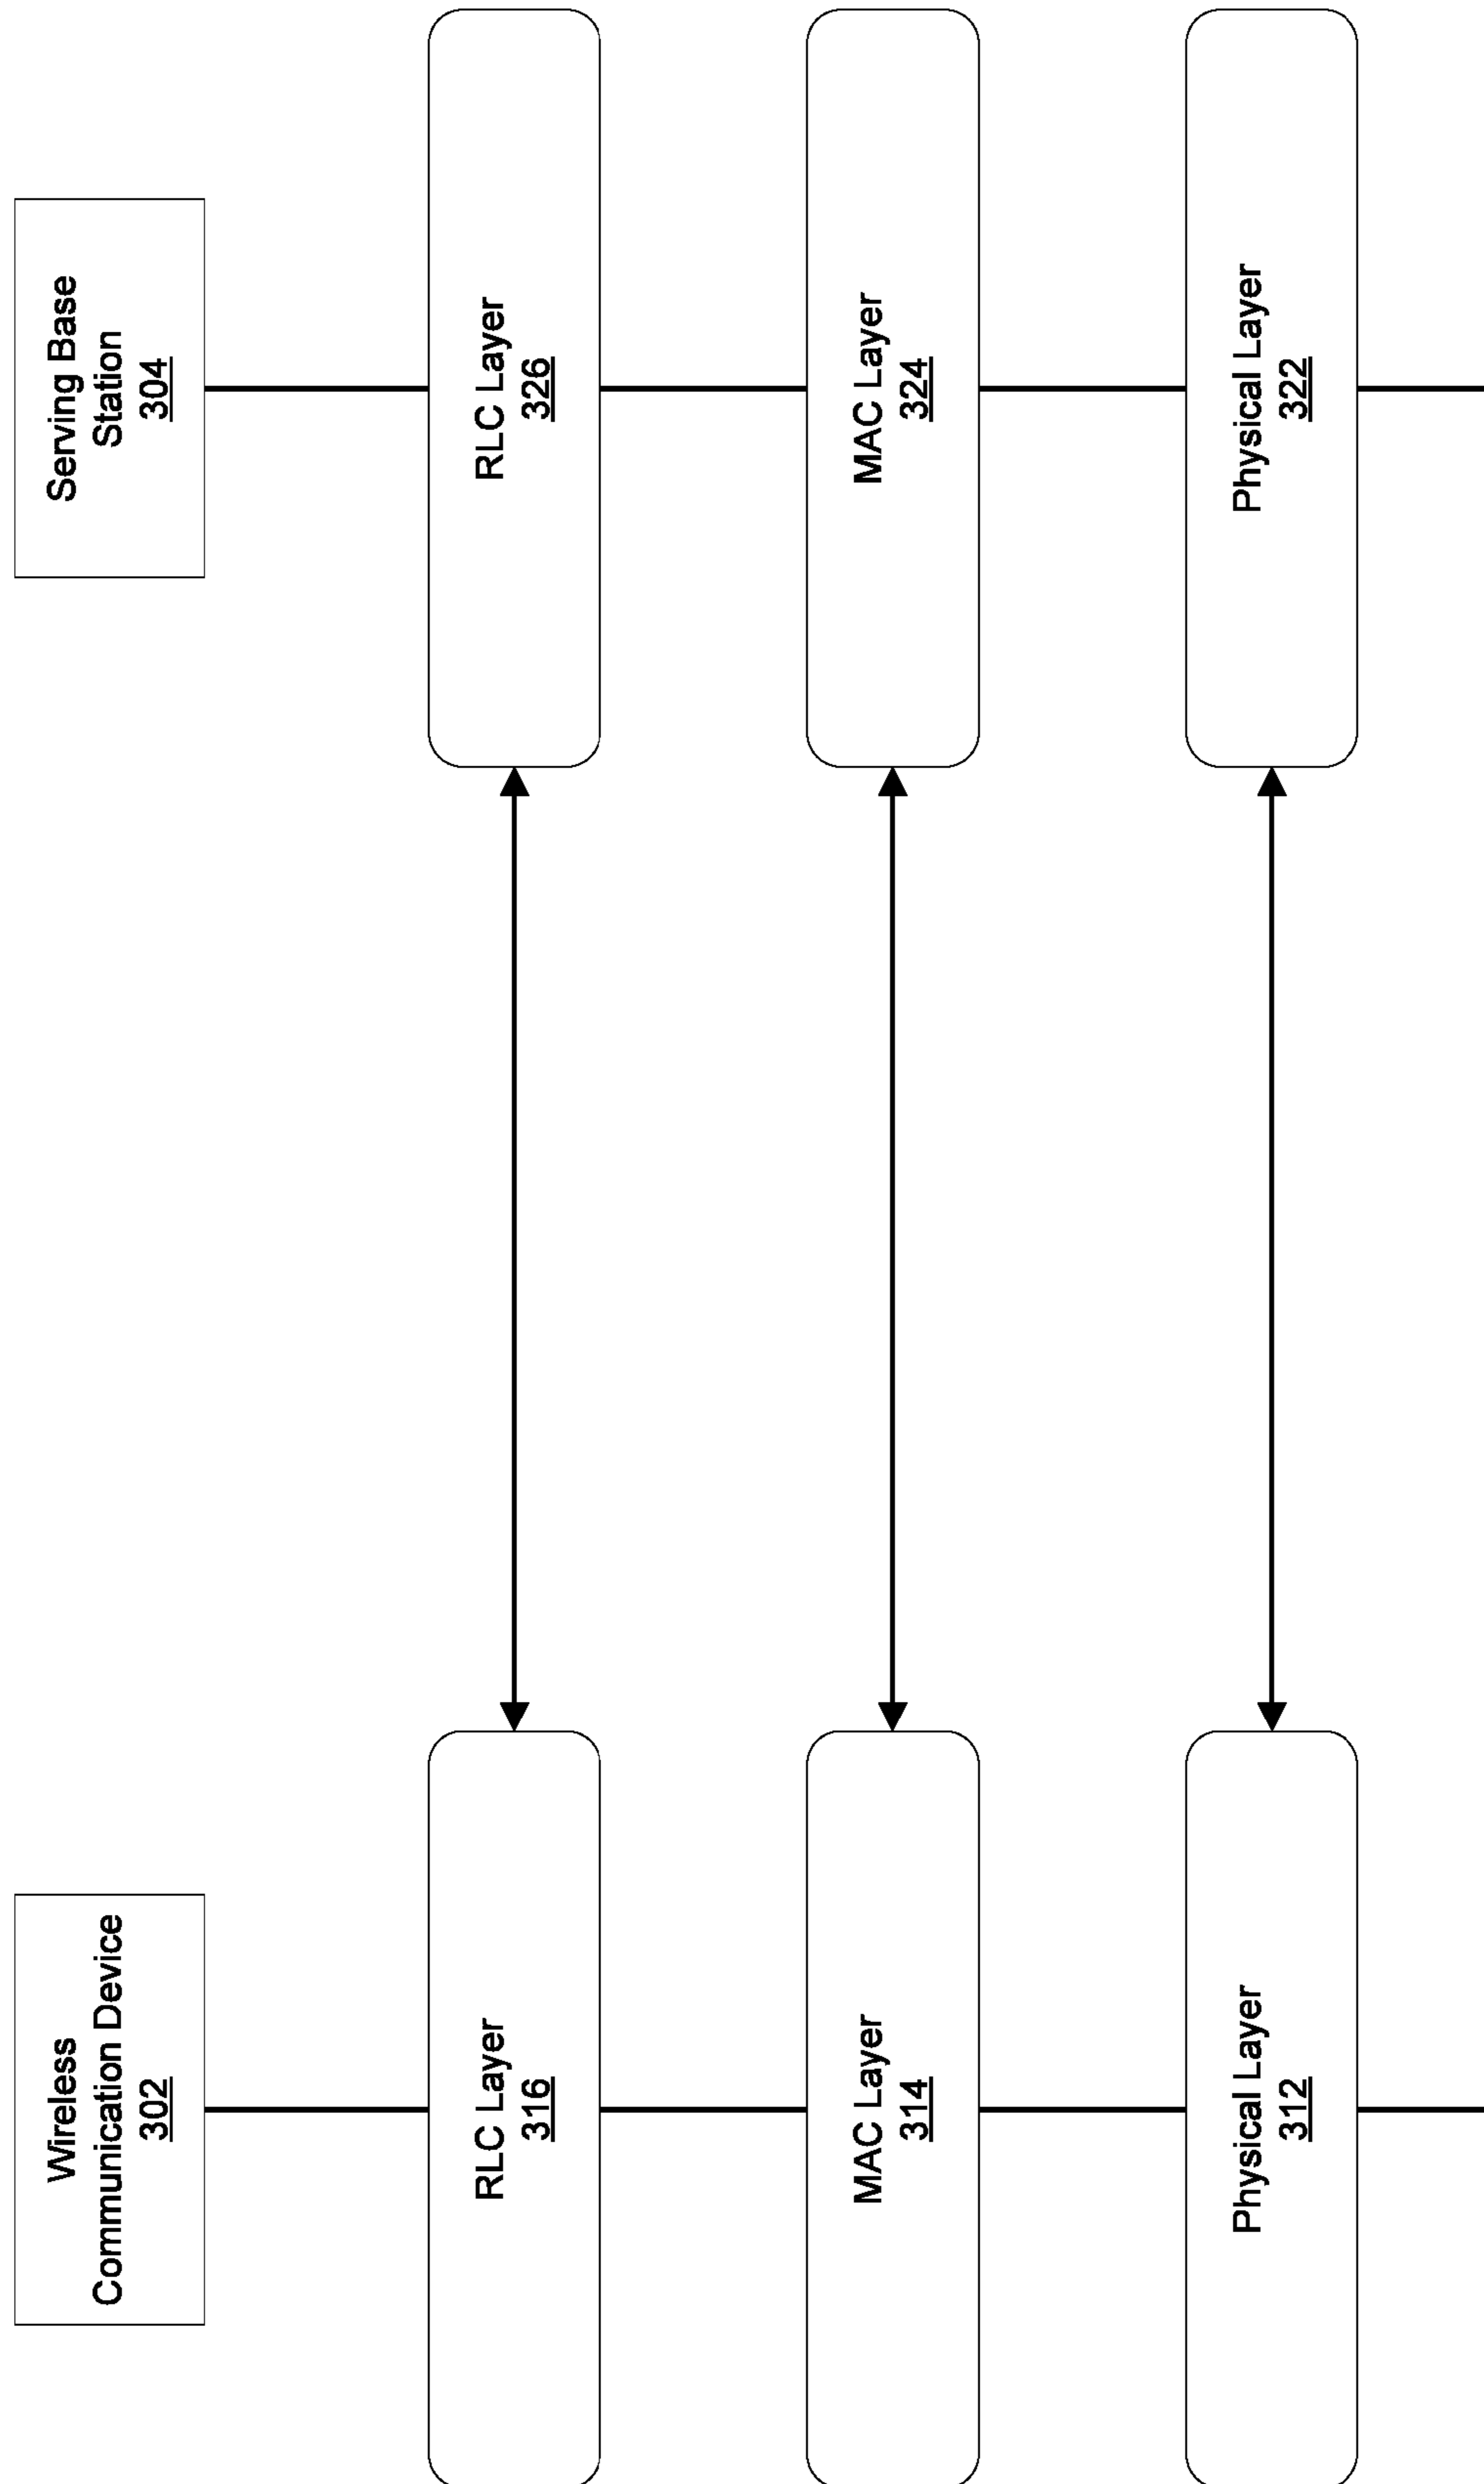 Wireless
Communication Device
302
Serving Base
Station
304
RLC Layer
316
RLC Layer
326
MAC Layer
314
MAC Layer
324
Physical Layer
312
Physical Layer
322